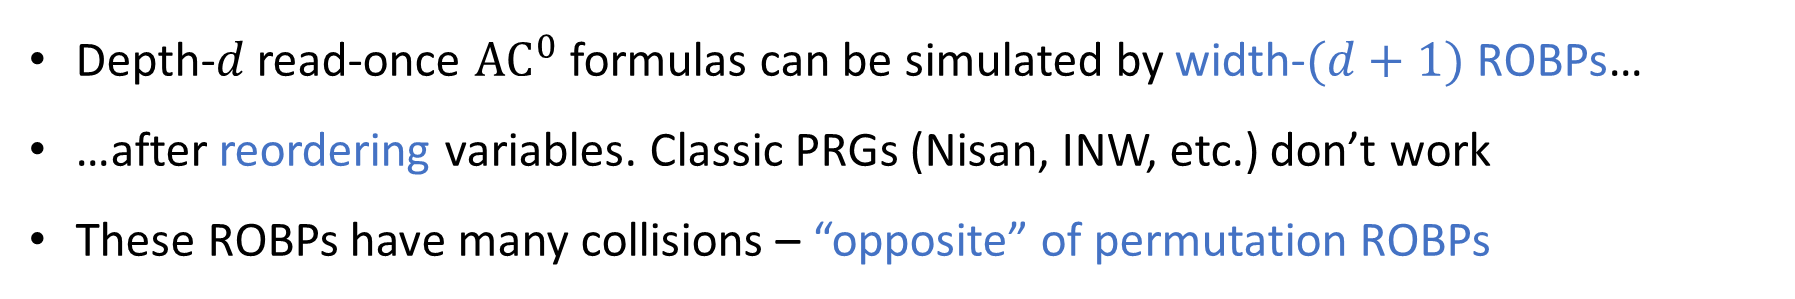 • Depth-𝑑 read-once AC⁰ formulas can be simulated by width-(𝑑 + 1) ROBPs…
• …after reordering variables. Classic PRGs (Nisan, INW, etc.) don’t work
• These ROBPs have many collisions – “opposite” of permutation ROBPs